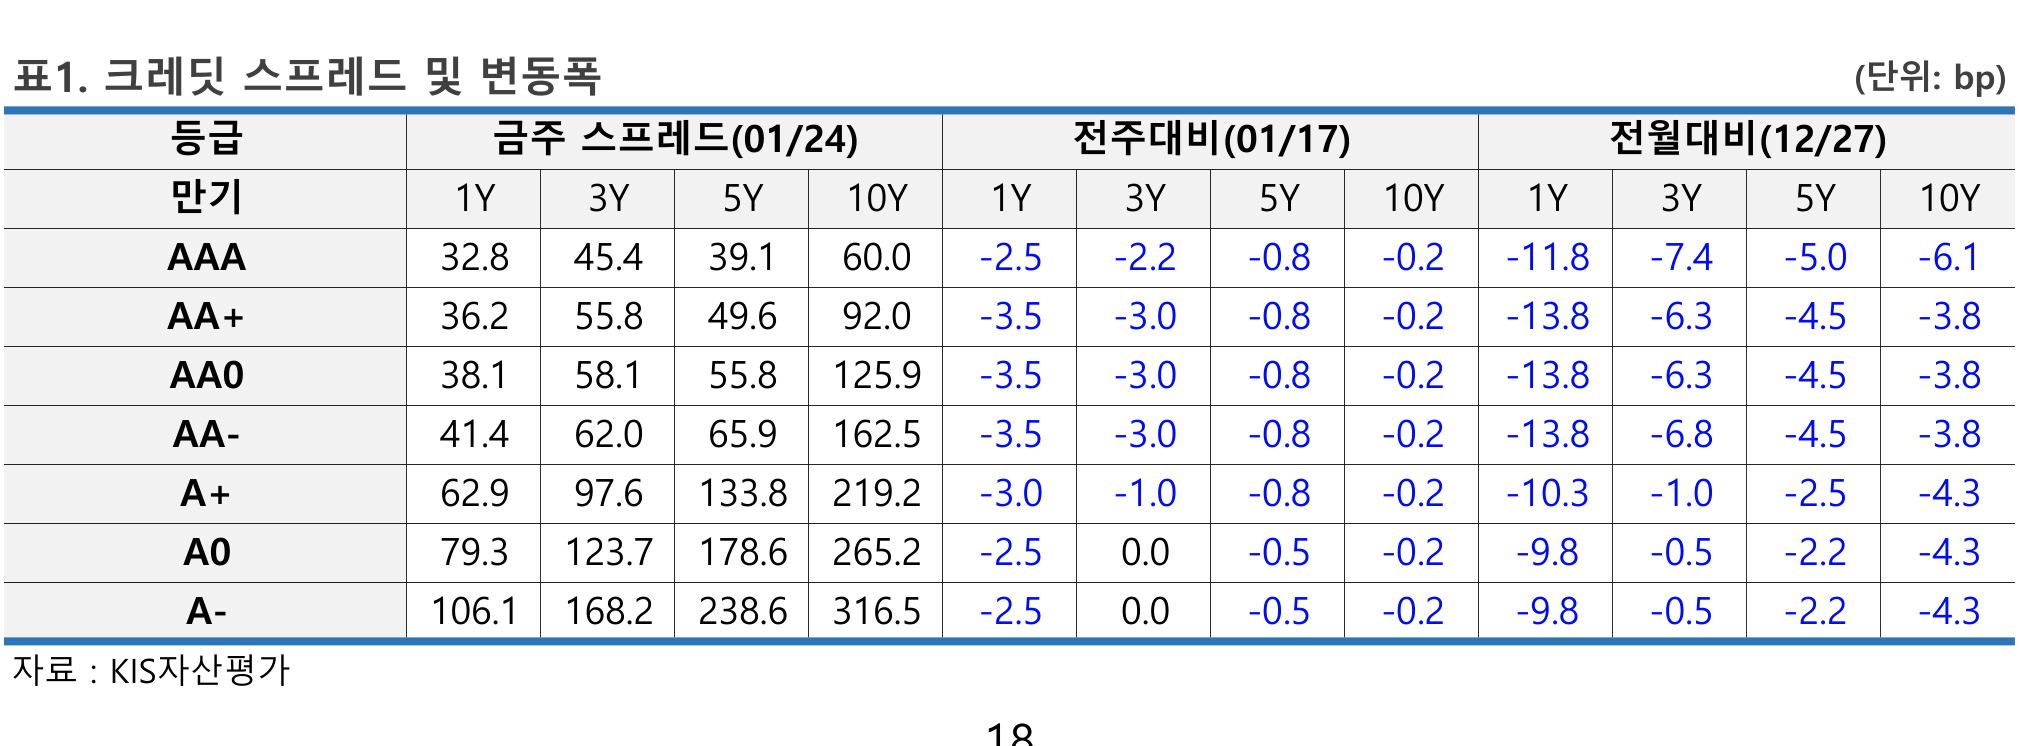 표1. 크레딧 스프레드 및 변동폭 (단위: bp)
등급 금주 스프레드(01/24) 전주대비(01/17) 전월대비(12/27)
만기 1Y 3Y 5Y 10Y 1Y 3Y 5Y 10Y 1Y 3Y 5Y 10Y
AAA 32.8 45.4 39.1 60.0 -2.5 -2.2 -0.8 -0.2 -11.8 -7.4 -5.0 -6.1
AA+ 36.2 55.8 49.6 92.0 -3.5 -3.0 -0.8 -0.2 -13.8 -6.3 -4.5 -3.8
AA0 38.1 58.1 55.8 125.9 -3.5 -3.0 -0.8 -0.2 -13.8 -6.3 -4.5 -3.8
AA- 41.4 62.0 65.9 162.5 -3.5 -3.0 -0.8 -0.2 -13.8 -6.8 -4.5 -3.8
A+ 62.9 97.6 133.8 219.2 -3.0 -1.0 -0.8 -0.2 -10.3 -1.0 -2.5 -4.3
A0 79.3 123.7 178.6 265.2 -2.5 0.0 -0.5 -0.2 -9.8 -0.5 -2.2 -4.3
A- 106.1 168.2 238.6 316.5 -2.5 0.0 -0.5 -0.2 -9.8 -0.5 -2.2 -4.3
자료 : KIS자산평가
18